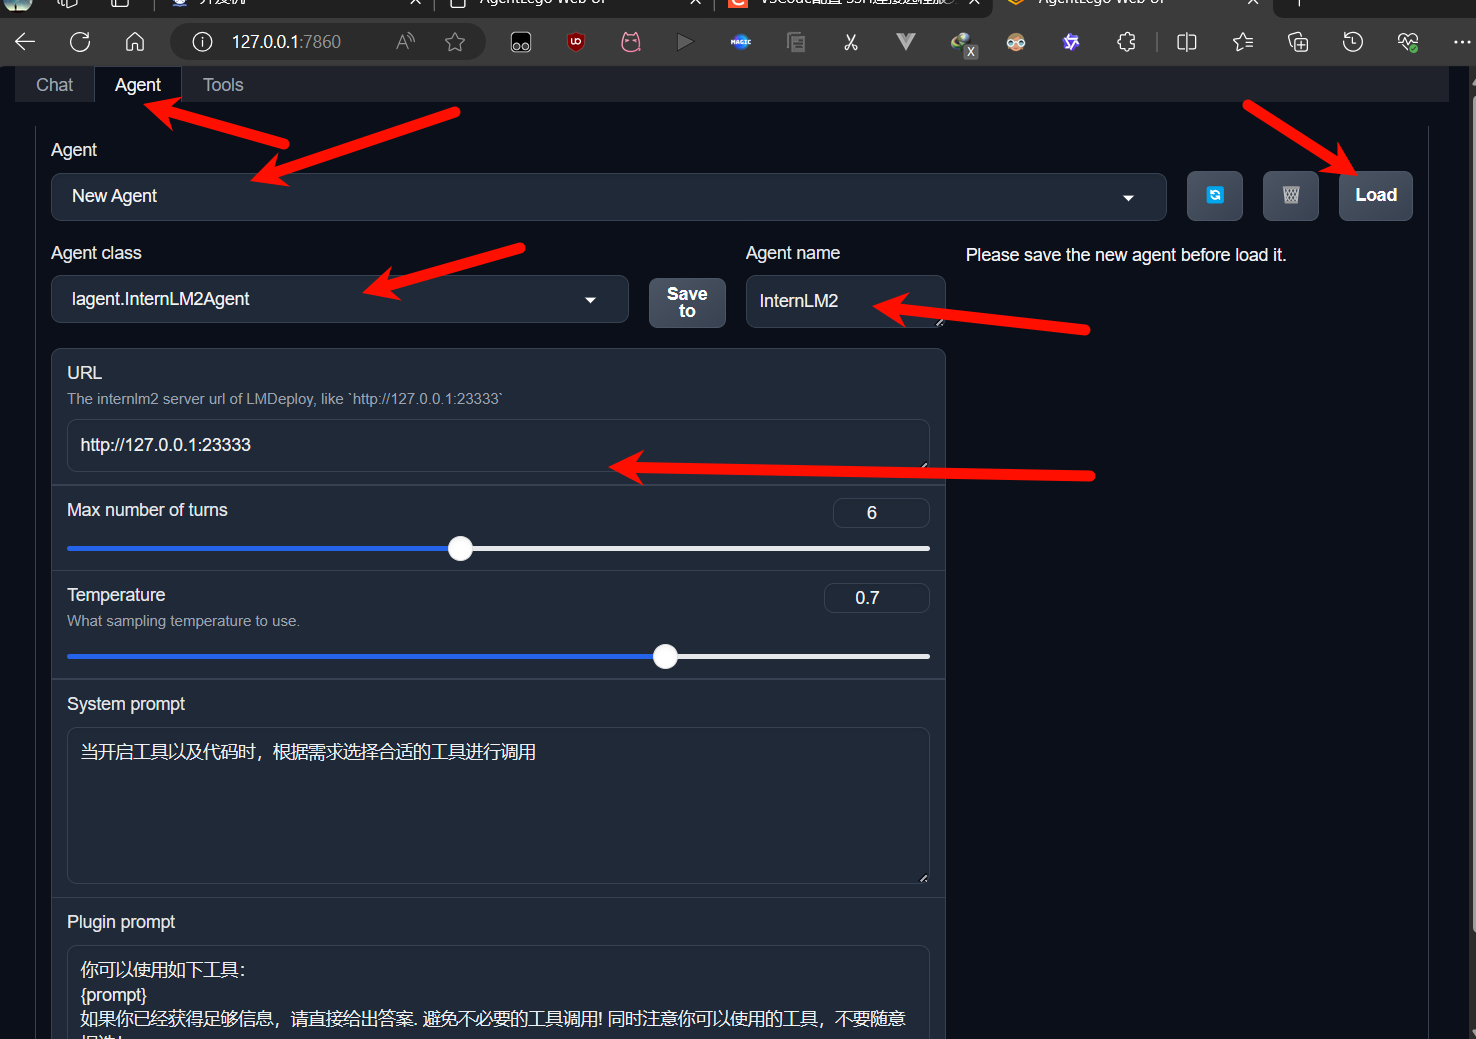 127.0.0.1:7860
Chat
Agent
Tools
Agent
New Agent
Load
Agent class
Agent name
Please save the new agent before load it.
lagent.InternLM2Agent
Save to
InternLM2
URL
The internlm2 server url of LMDeploy, like `http://127.0.0.1:23333`
http://127.0.0.1:23333
Max number of turns
6
Temperature
0.7
What sampling temperature to use.
System prompt
当开启工具以及代码时，根据需求选择合适的工具进行调用
Plugin prompt
你可以使用如下工具：
{prompt}
如果你已经获得足够信息，请直接给出答案. 避免不必要的工具调用! 同时注意你可以使用的工具，不要随意